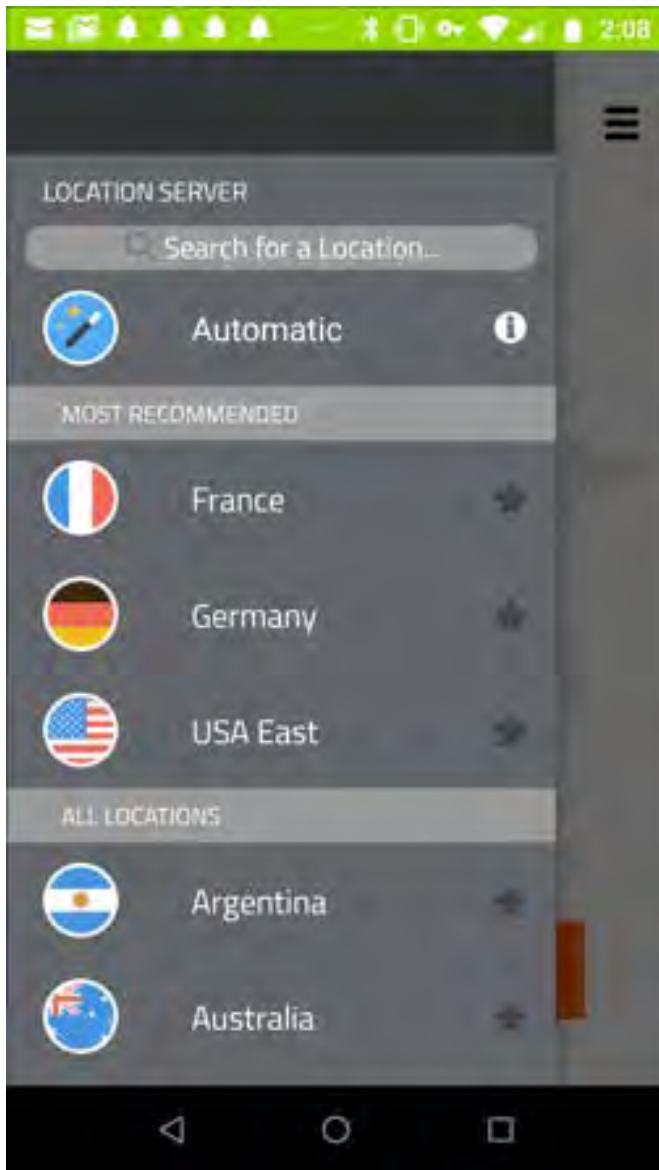 2:08
LOCATION SERVER
Search for a Location...
Automatic
MOST RECOMMENDED
France
Germany
USA East
ALL LOCATIONS
Argentina
Australia